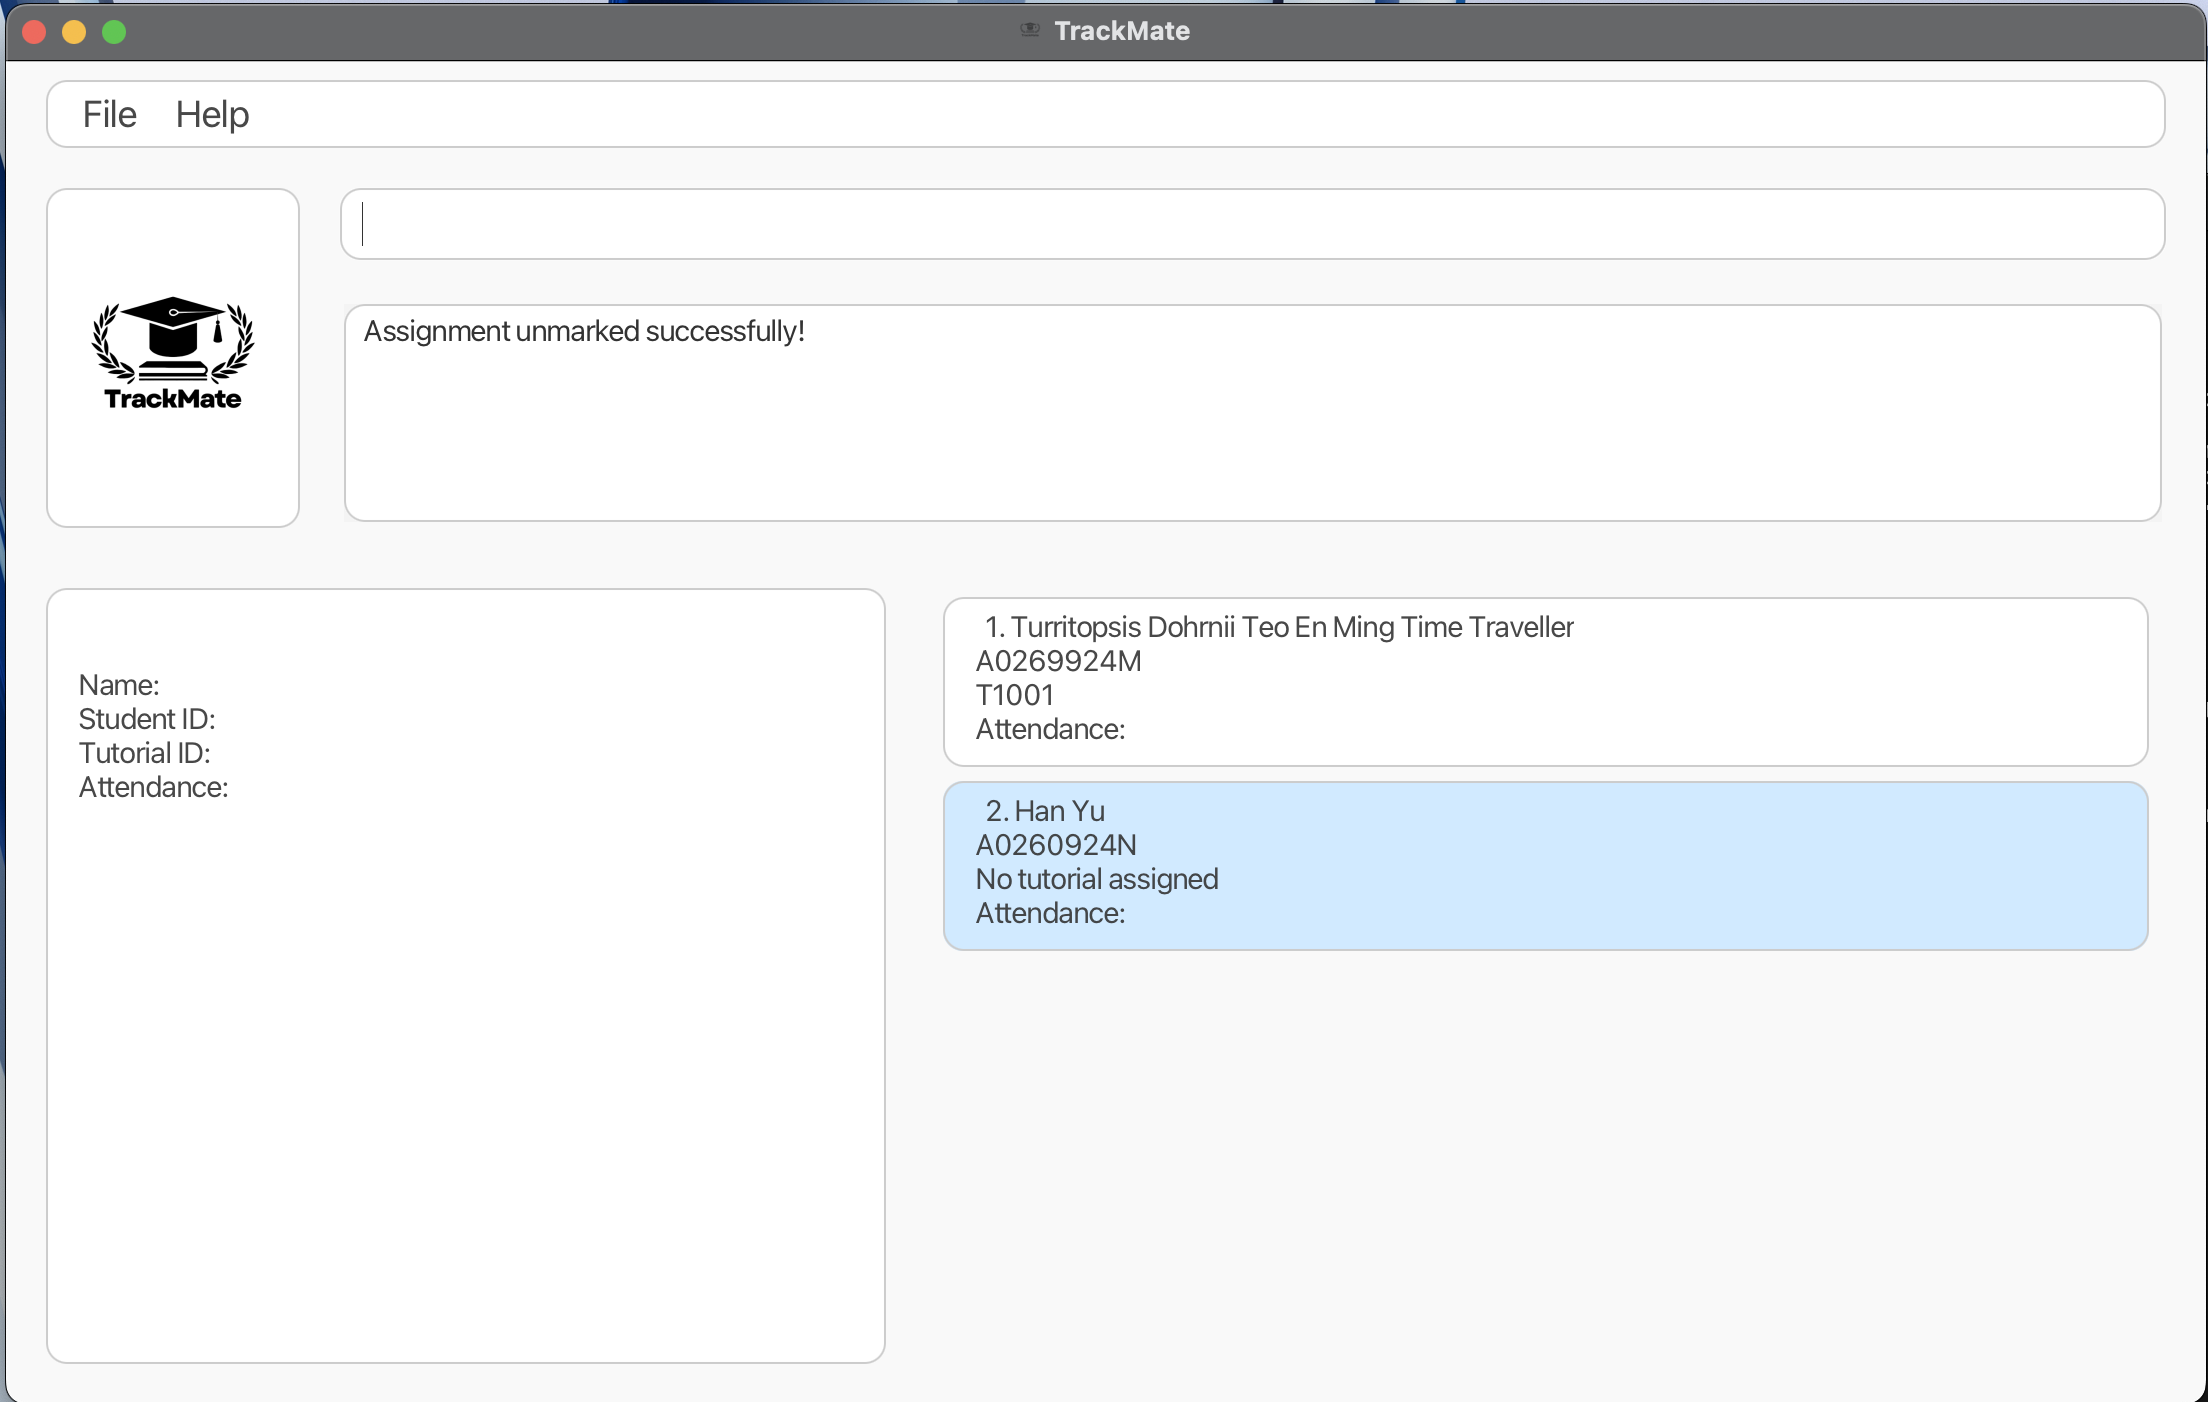 TrackMate
File Help
TrackMate
Assignment unmarked successfully!
Name:
Student ID:
Tutorial ID:
Attendance:
1. Turritopsis Dohrnii Teo En Ming Time Traveller
A0269924M
T1001
Attendance:
2. Han Yu
A0260924N
No tutorial assigned
Attendance: